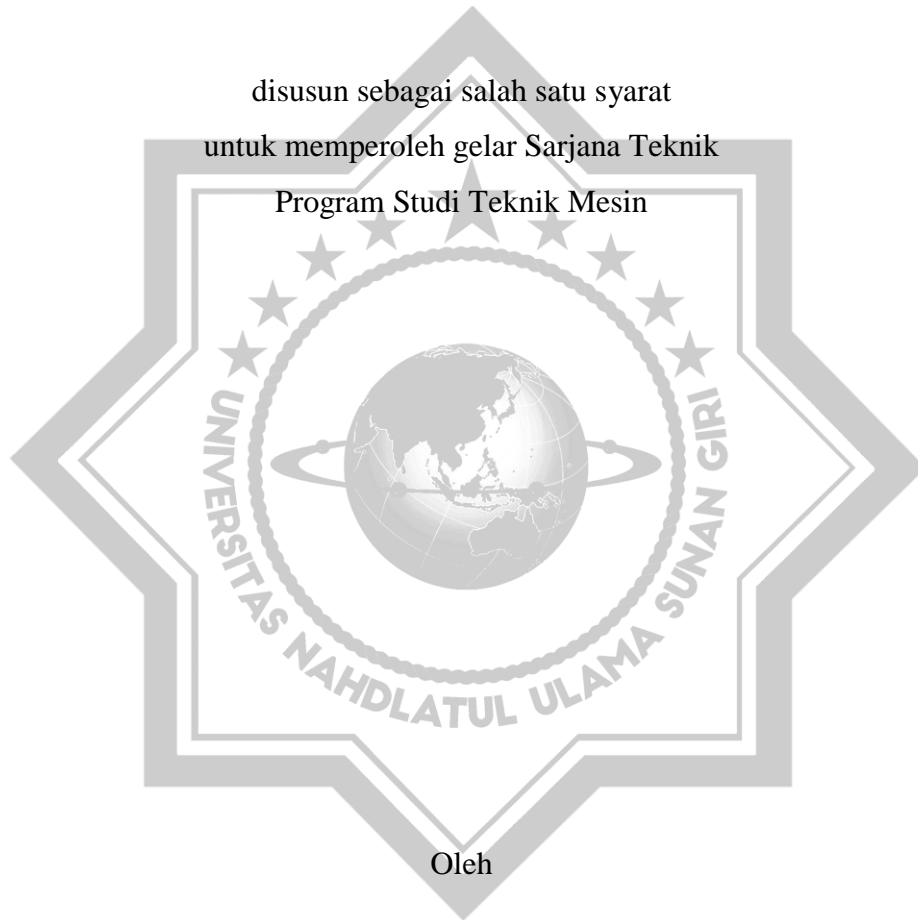 disusun sebagai salah satu syarat
untuk memperoleh gelar Sarjana Teknik
Program Studi Teknik Mesin
UNIVERSITAS NAHDLATUL ULAMA SUNAN GIRI
Oleh